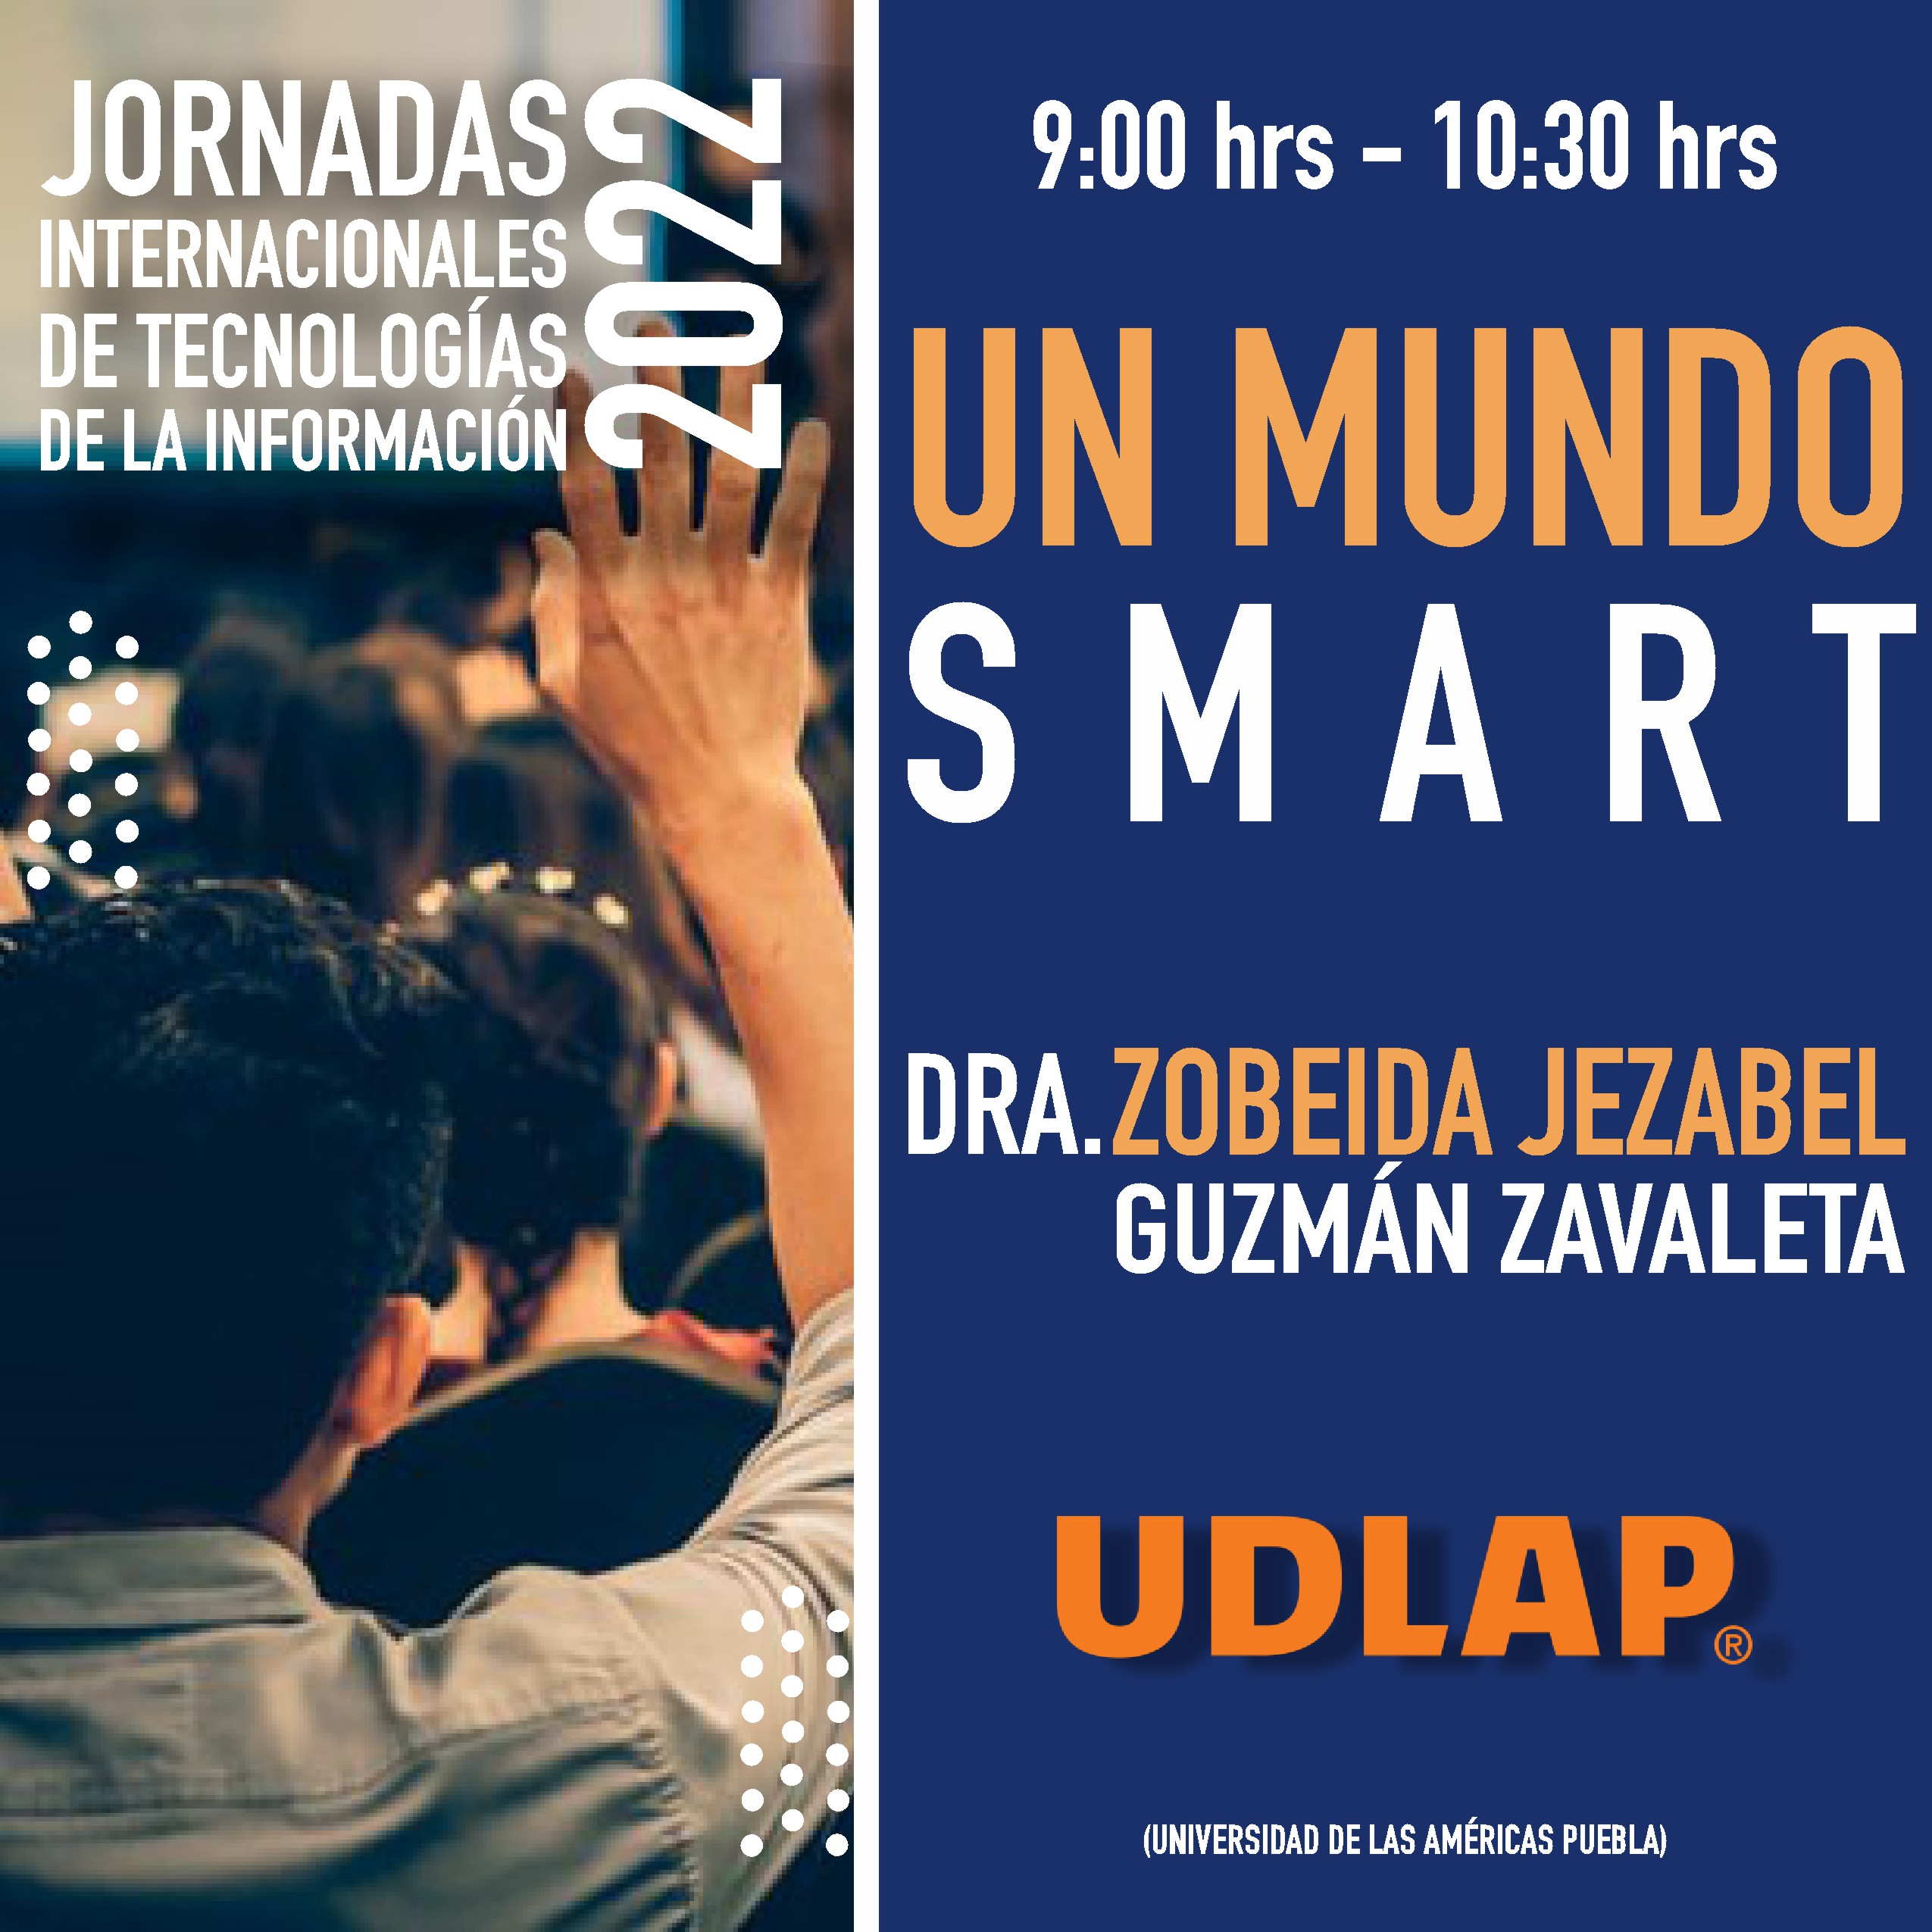 JORNADAS
INTERNACIONALES
DE TECNOLOGÍAS
DE LA INFORMACIÓN
2022
9:00 hrs - 10:30 hrs
UN MUNDO
SMART
DRA. ZOBEIDA JEZABEL
GUZMÁN ZAVALETA
UDLAP®
(UNIVERSIDAD DE LAS AMÉRICAS PUEBLA)